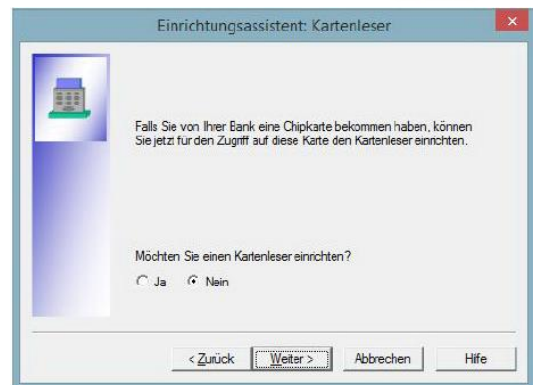 Einrichtungsassistent: Kartenleser
Falls Sie von Ihrer Bank eine Chipkarte bekommen haben, können
Sie jetzt für den Zugriff auf diese Karte den Kartenleser einrichten.
Möchten Sie einen Kartenleser einrichten?
Ja Nein
< Zurück Weiter > Abbrechen Hilfe